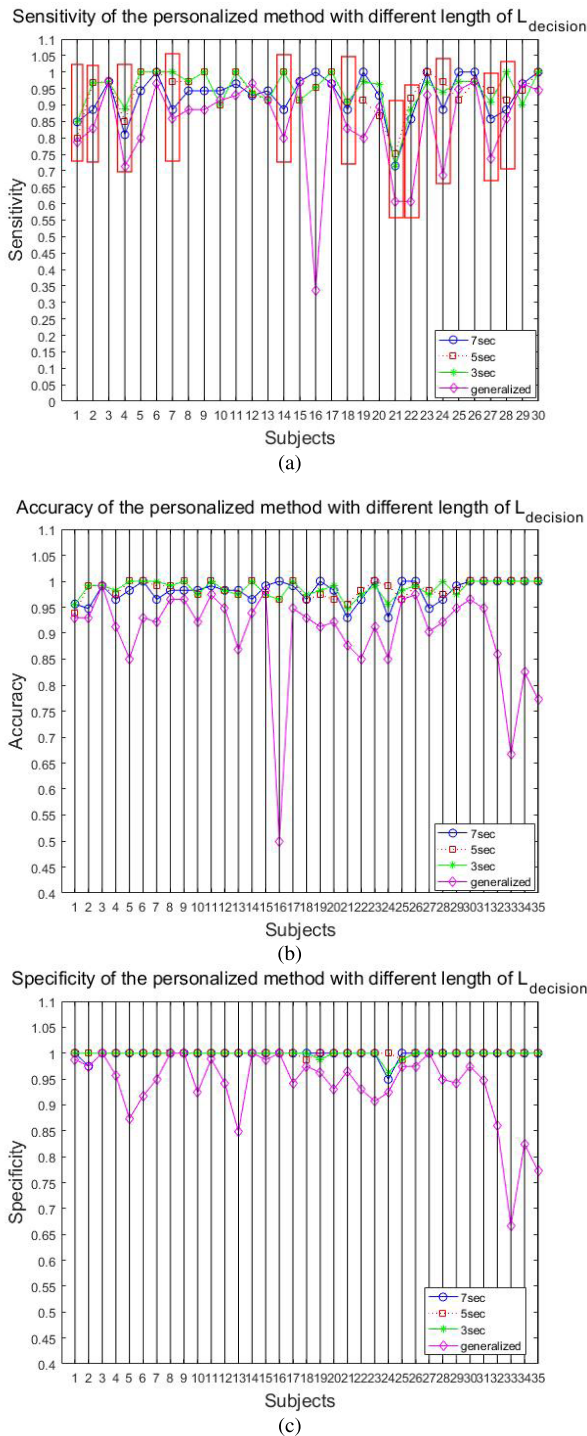 Sensitivity of the personalized method with different length of L_decision
1.1
1.05
1
0.95
0.9
0.85
0.8
0.75
0.7
0.65
0.6
0.55
0.5
0.45
0.4
0.35
0.3
0.25
0.2
0.15
0.1
0.05
0
Sensitivity
7sec
5sec
3sec
generalized
1 2 3 4 5 6 7 8 9 10 11 12 13 14 15 16 17 18 19 20 21 22 23 24 25 26 27 28 29 30
Subjects
(a)
Accuracy of the personalized method with different length of L_decision
1.1
1.05
1
0.95
0.9
0.85
0.8
0.75
0.7
0.65
0.6
0.55
0.5
0.45
0.4
Accuracy
7sec
5sec
3sec
generalized
1 2 3 4 5 6 7 8 9 10 11 12 13 14 15 16 17 18 19 20 21 22 23 24 25 26 27 28 29 30 31 32 33 34 35
Subjects
(b)
Specificity of the personalized method with different length of L_decision
1.1
1.05
1
0.95
0.9
0.85
0.8
0.75
0.7
0.65
0.6
0.55
0.5
0.45
0.4
Specificity
7sec
5sec
3sec
generalized
1 2 3 4 5 6 7 8 9 10 11 12 13 14 15 16 17 18 19 20 21 22 23 24 25 26 27 28 29 30 31 32 33 34 35
Subjects
(c)